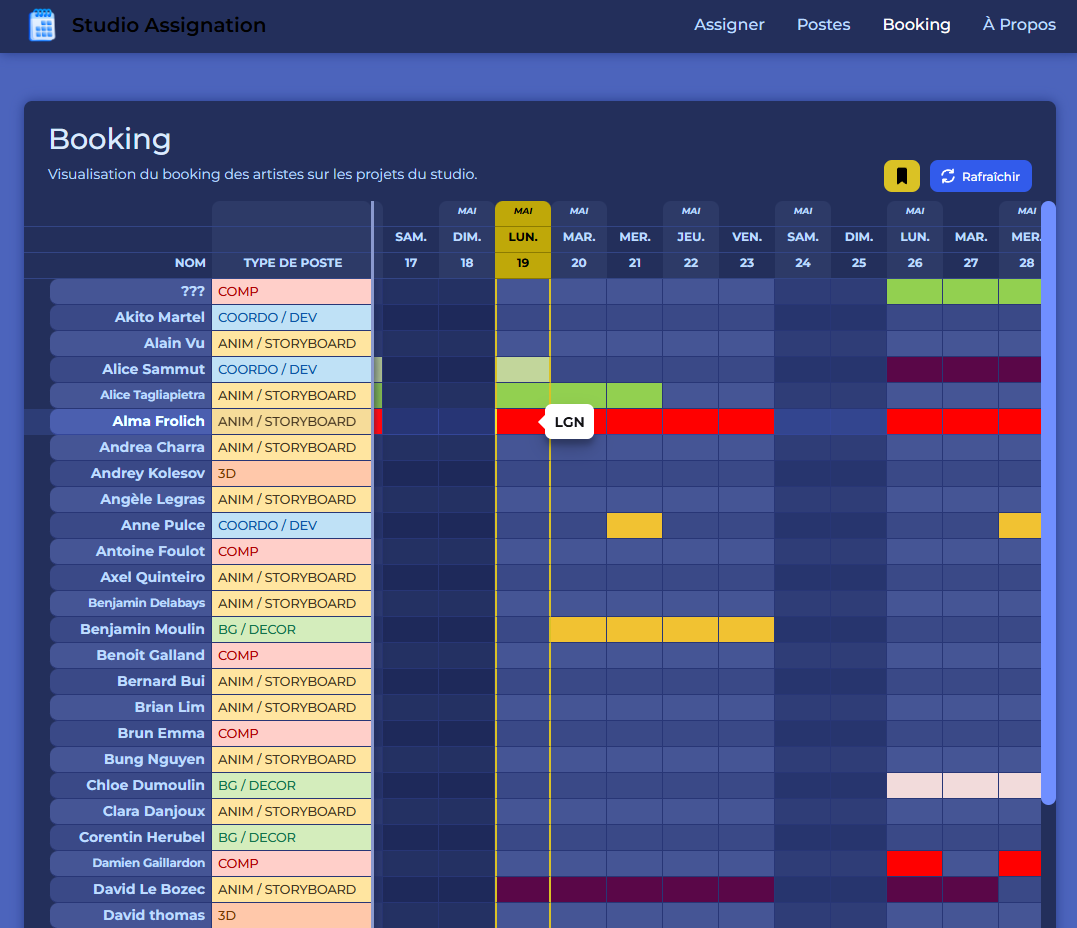 Studio Assignation
Assigner Postes Booking À Propos
Booking
Visualisation du booking des artistes sur les projets du studio.
Rafraîchir
MAI MAI MAI MAI MAI MAI MAI
SAM. DIM. LUN. MAR. MER. JEU. VEN. SAM. DIM. LUN. MAR. MER.
NOM TYPE DE POSTE 17 18 19 20 21 22 23 24 25 26 27 28
??? COMP
Akito Martel COORDO / DEV
Alain Vu ANIM / STORYBOARD
Alice Sammut COORDO / DEV
Alice Tagliapietra ANIM / STORYBOARD
Alma Frolich ANIM / STORYBOARD LGN
Andrea Charra ANIM / STORYBOARD
Andrey Kolesov 3D
Angèle Legras ANIM / STORYBOARD
Anne Pulce COORDO / DEV
Antoine Foulot COMP
Axel Quinteiro ANIM / STORYBOARD
Benjamin Delabays ANIM / STORYBOARD
Benjamin Moulin BG / DECOR
Benoit Galland COMP
Bernard Bui ANIM / STORYBOARD
Brian Lim ANIM / STORYBOARD
Brun Emma COMP
Bung Nguyen ANIM / STORYBOARD
Chloe Dumoulin BG / DECOR
Clara Danjoux ANIM / STORYBOARD
Corentin Herubel BG / DECOR
Damien Gaillardon COMP
David Le Bozec ANIM / STORYBOARD
David thomas 3D